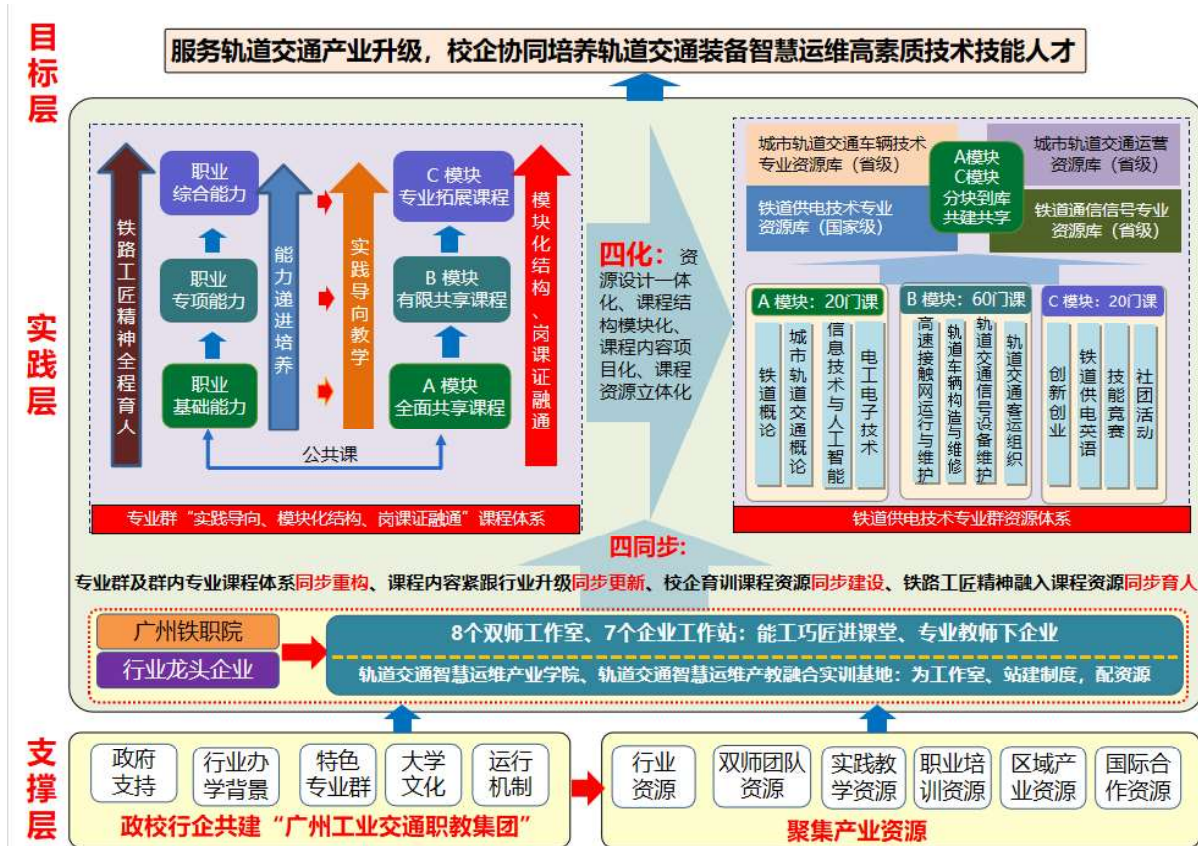 目标层
服务轨道交通产业升级，校企协同培养轨道交通装备智慧运维高素质技术技能人才
实践层
铁路工匠精神全程育人
职业
综合能力
职业
专项能力
职业
基础能力
能力递进培养
实践导向教学
C 模块
专业拓展课程
B 模块
有限共享课程
A 模块
全面共享课程
模块化结构、岗课证融通
公共课
专业群“实践导向、模块化结构、岗课证融通”课程体系
四化：资
源设计一体
化、课程结
构模块化、
课程内容项
目化、课程
资源立体化
城市轨道交通车辆技术
专业资源库（省级）
城市轨道交通运营
资源库（省级）
A模块
C模块
分块到库
共建共享
铁道供电技术专业
资源库（国家级）
铁道通信信号专业
资源库（省级）
A 模块：20门课
铁道概论
城市轨道交通概论
信息技术与人工智能
电工电子技术
B 模块：60门课
高速接触网运行与维护
轨道车辆构造与维修
轨道交通信号设备维护
轨道交通客运组织
C 模块：20门课
创新创业
铁道供电英语
技能竞赛
社团活动
铁道供电技术专业群资源体系
四同步：
专业群及群内专业课程体系同步重构、课程内容紧跟行业升级同步更新、校企育训课程资源同步建设、铁路工匠精神融入课程资源同步育人
广州铁职院
行业龙头企业
8个双师工作室、7个企业工作站：能工巧匠进课堂、专业教师下企业
轨道交通智慧运维产业学院、轨道交通智慧运维产教融合实训基地：为工作室、站建制度，配资源
支撑层
政府
支持
行业办
学背景
特色
专业群
大学
文化
运行
机制
政校行企共建“广州工业交通职教集团”
行业
资源
双师团队
资源
实践教
学资源
职业培
训资源
区域产
业资源
国际合
作资源
聚集产业资源